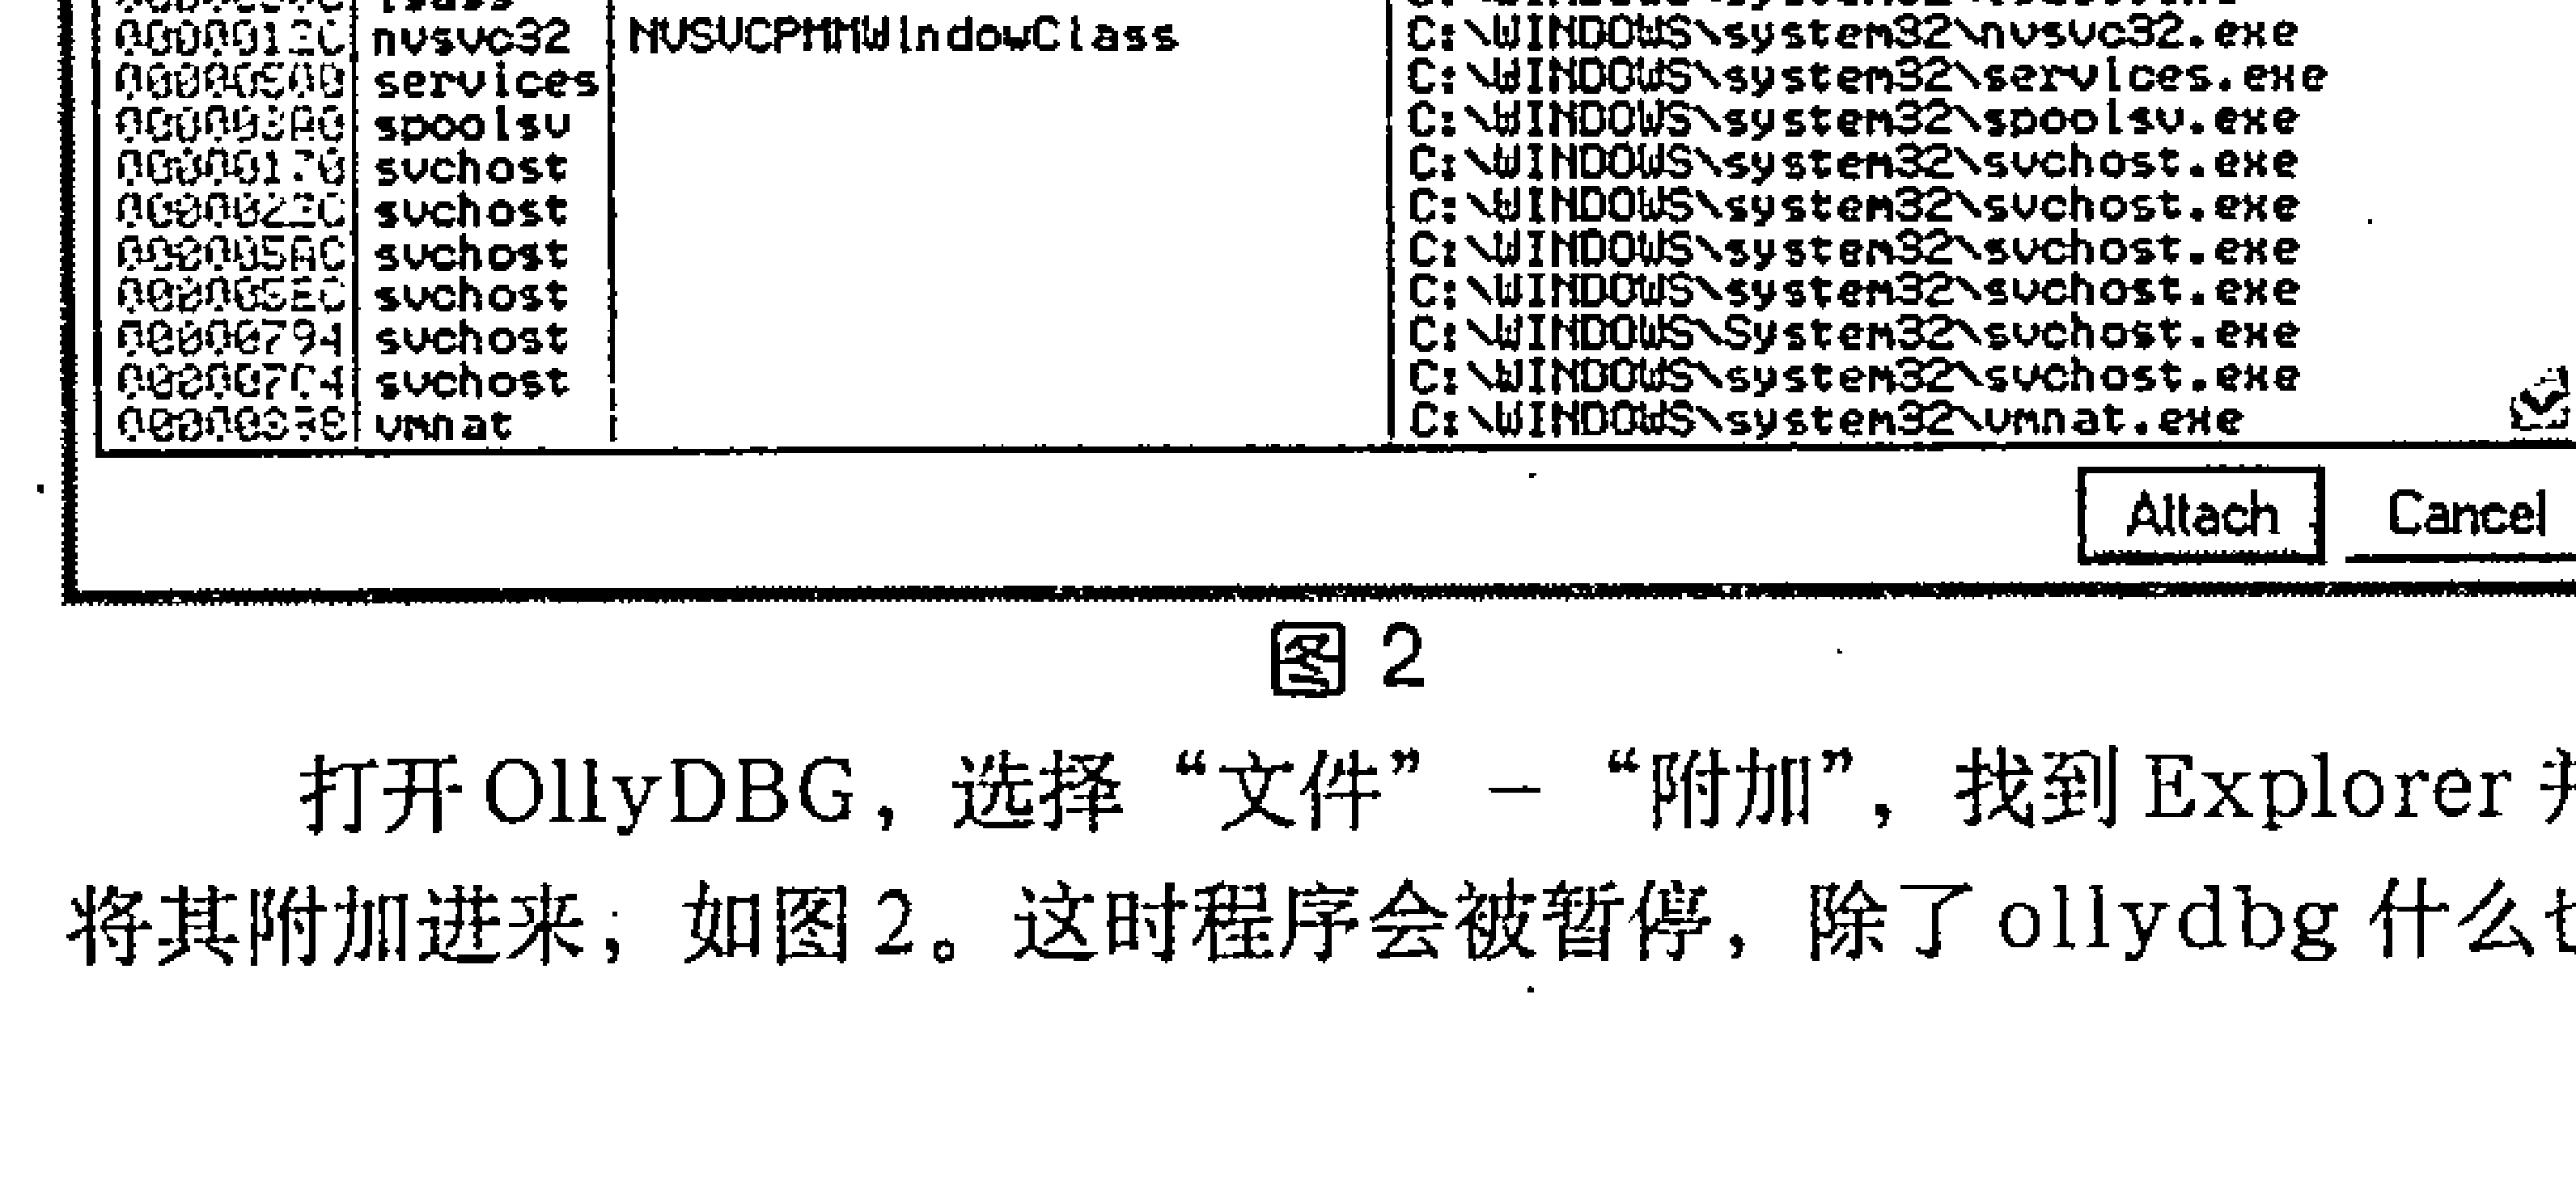 nvsvc32 NVSVCPMMWindowClass C:\WINDOWS\system32\nvsvc32.exe
services C:\WINDOWS\system32\services.exe
spoolsv C:\WINDOWS\system32\spoolsv.exe
svchost C:\WINDOWS\system32\svchost.exe
svchost C:\WINDOWS\system32\svchost.exe
000005AC svchost C:\WINDOWS\system32\svchost.exe
svchost C:\WINDOWS\system32\svchost.exe
00000794 svchost C:\WINDOWS\System32\svchost.exe
svchost C:\WINDOWS\system32\svchost.exe
vmnat C:\WINDOWS\system32\vmnat.exe
Attach Cancel
图 2
打开OllyDBG，选择“文件”－“附加”，找到Explorer
将其附加进来；如图2。这时程序会被暂停，除了ollydbg什么